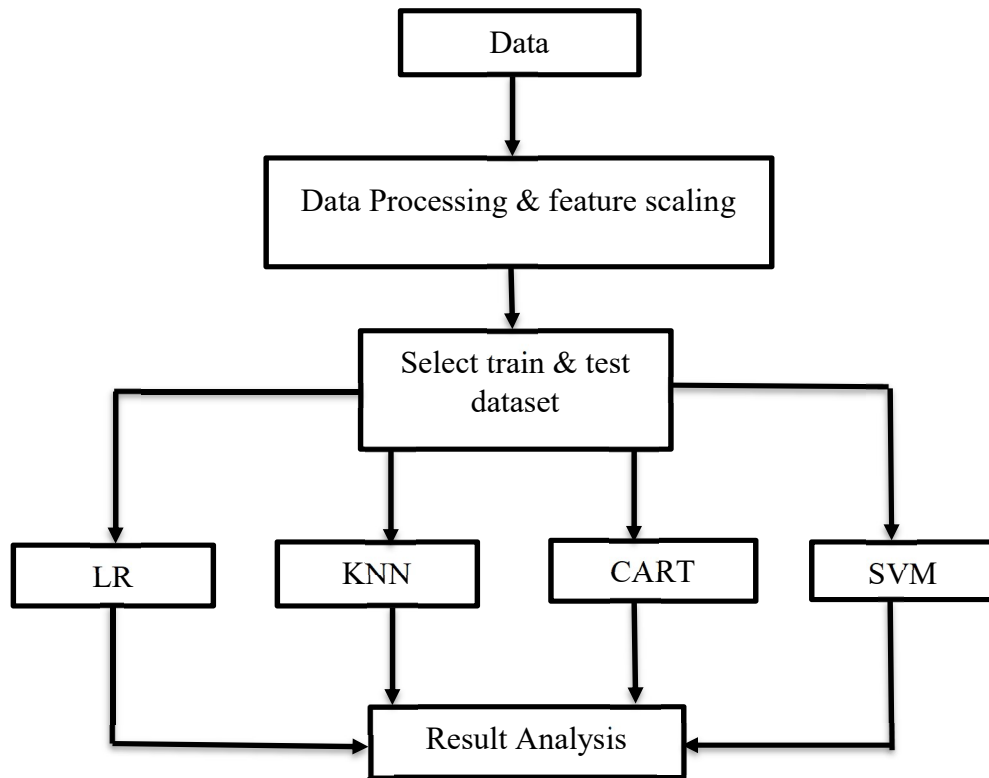 Data
Data Processing & feature scaling
Select train & test
dataset
LR
KNN
CART
SVM
Result Analysis